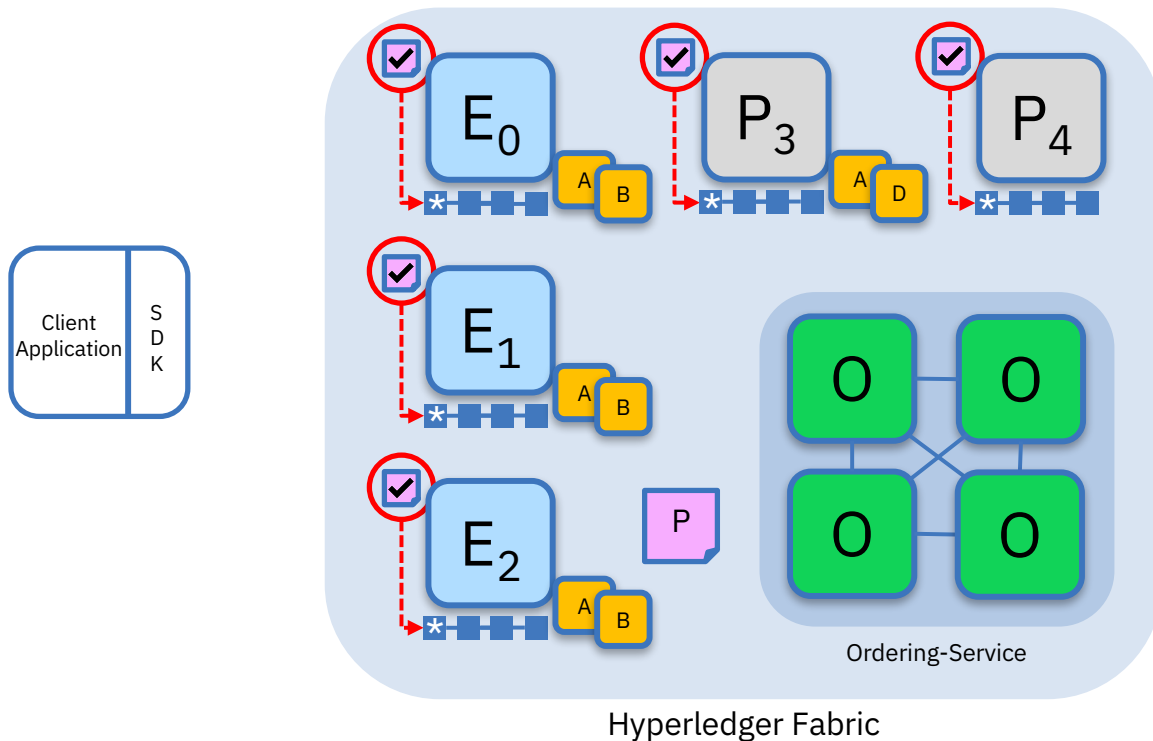 E0
A
B
P3
A
D
P4
*
*
*
Client
Application
S
D
K
E1
A
B
*
O
O
E2
A
B
*
P
O
O
Ordering-Service
Hyperledger Fabric